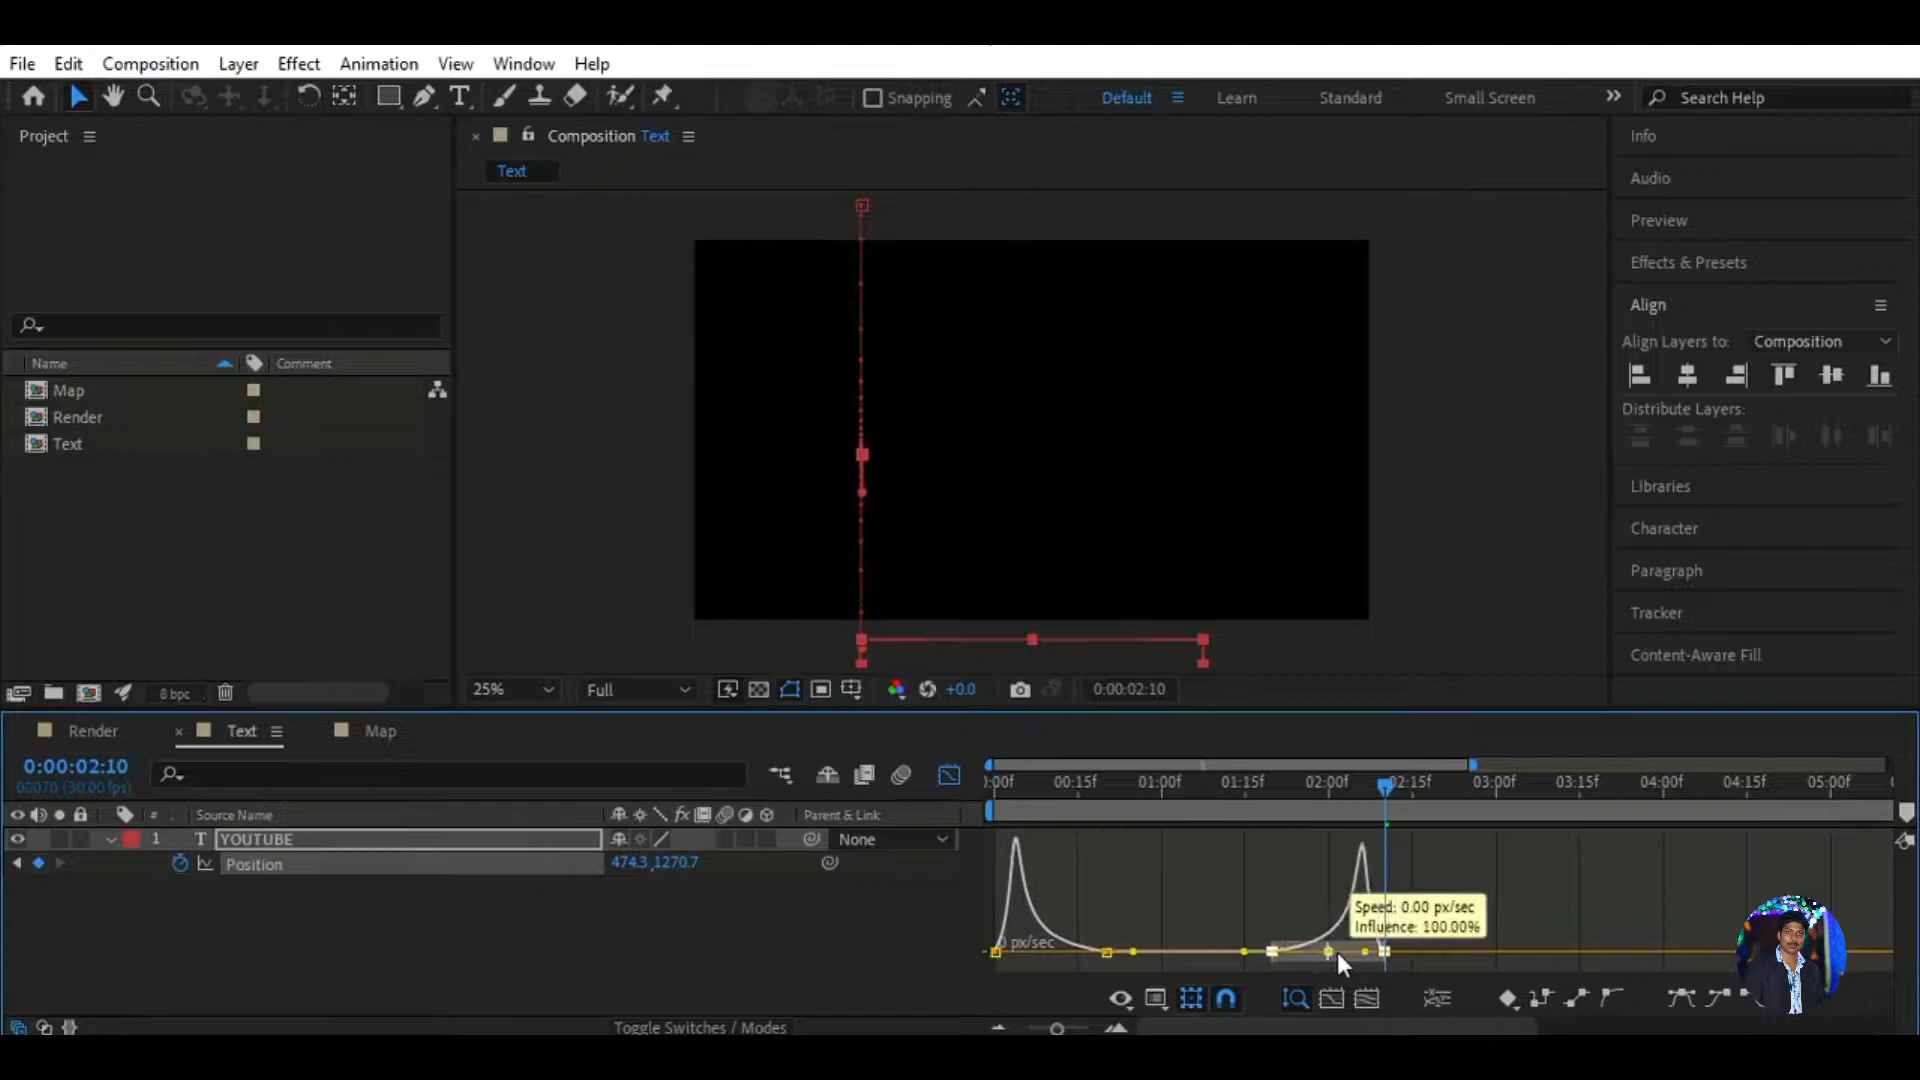 File Edit Composition Layer Effect Animation View Window Help
Snapping Default Learn Standard Small Screen Search Help
Project
Composition Text
Text
Info
Audio
Preview
Effects & Presets
Align
Align Layers to: Composition
Distribute Layers:
Libraries
Character
Paragraph
Tracker
Content-Aware Fill
Name Comment
Map
Render
Text
8 bpc
25% Full +0.0 0:00:02:10
Render Text Map
0:00:02:10
00070 (30.00 fps)
:00f 00:15f 01:00f 01:15f 02:00f 02:15f 03:00f 03:15f 04:00f 04:15f 05:00f
# Source Name fx Parent & Link
1 T YOUTUBE None
Position 474.3,1270.7
Speed: 0.00 px/sec
Influence: 100.00%
0 px/sec
Toggle Switches / Modes